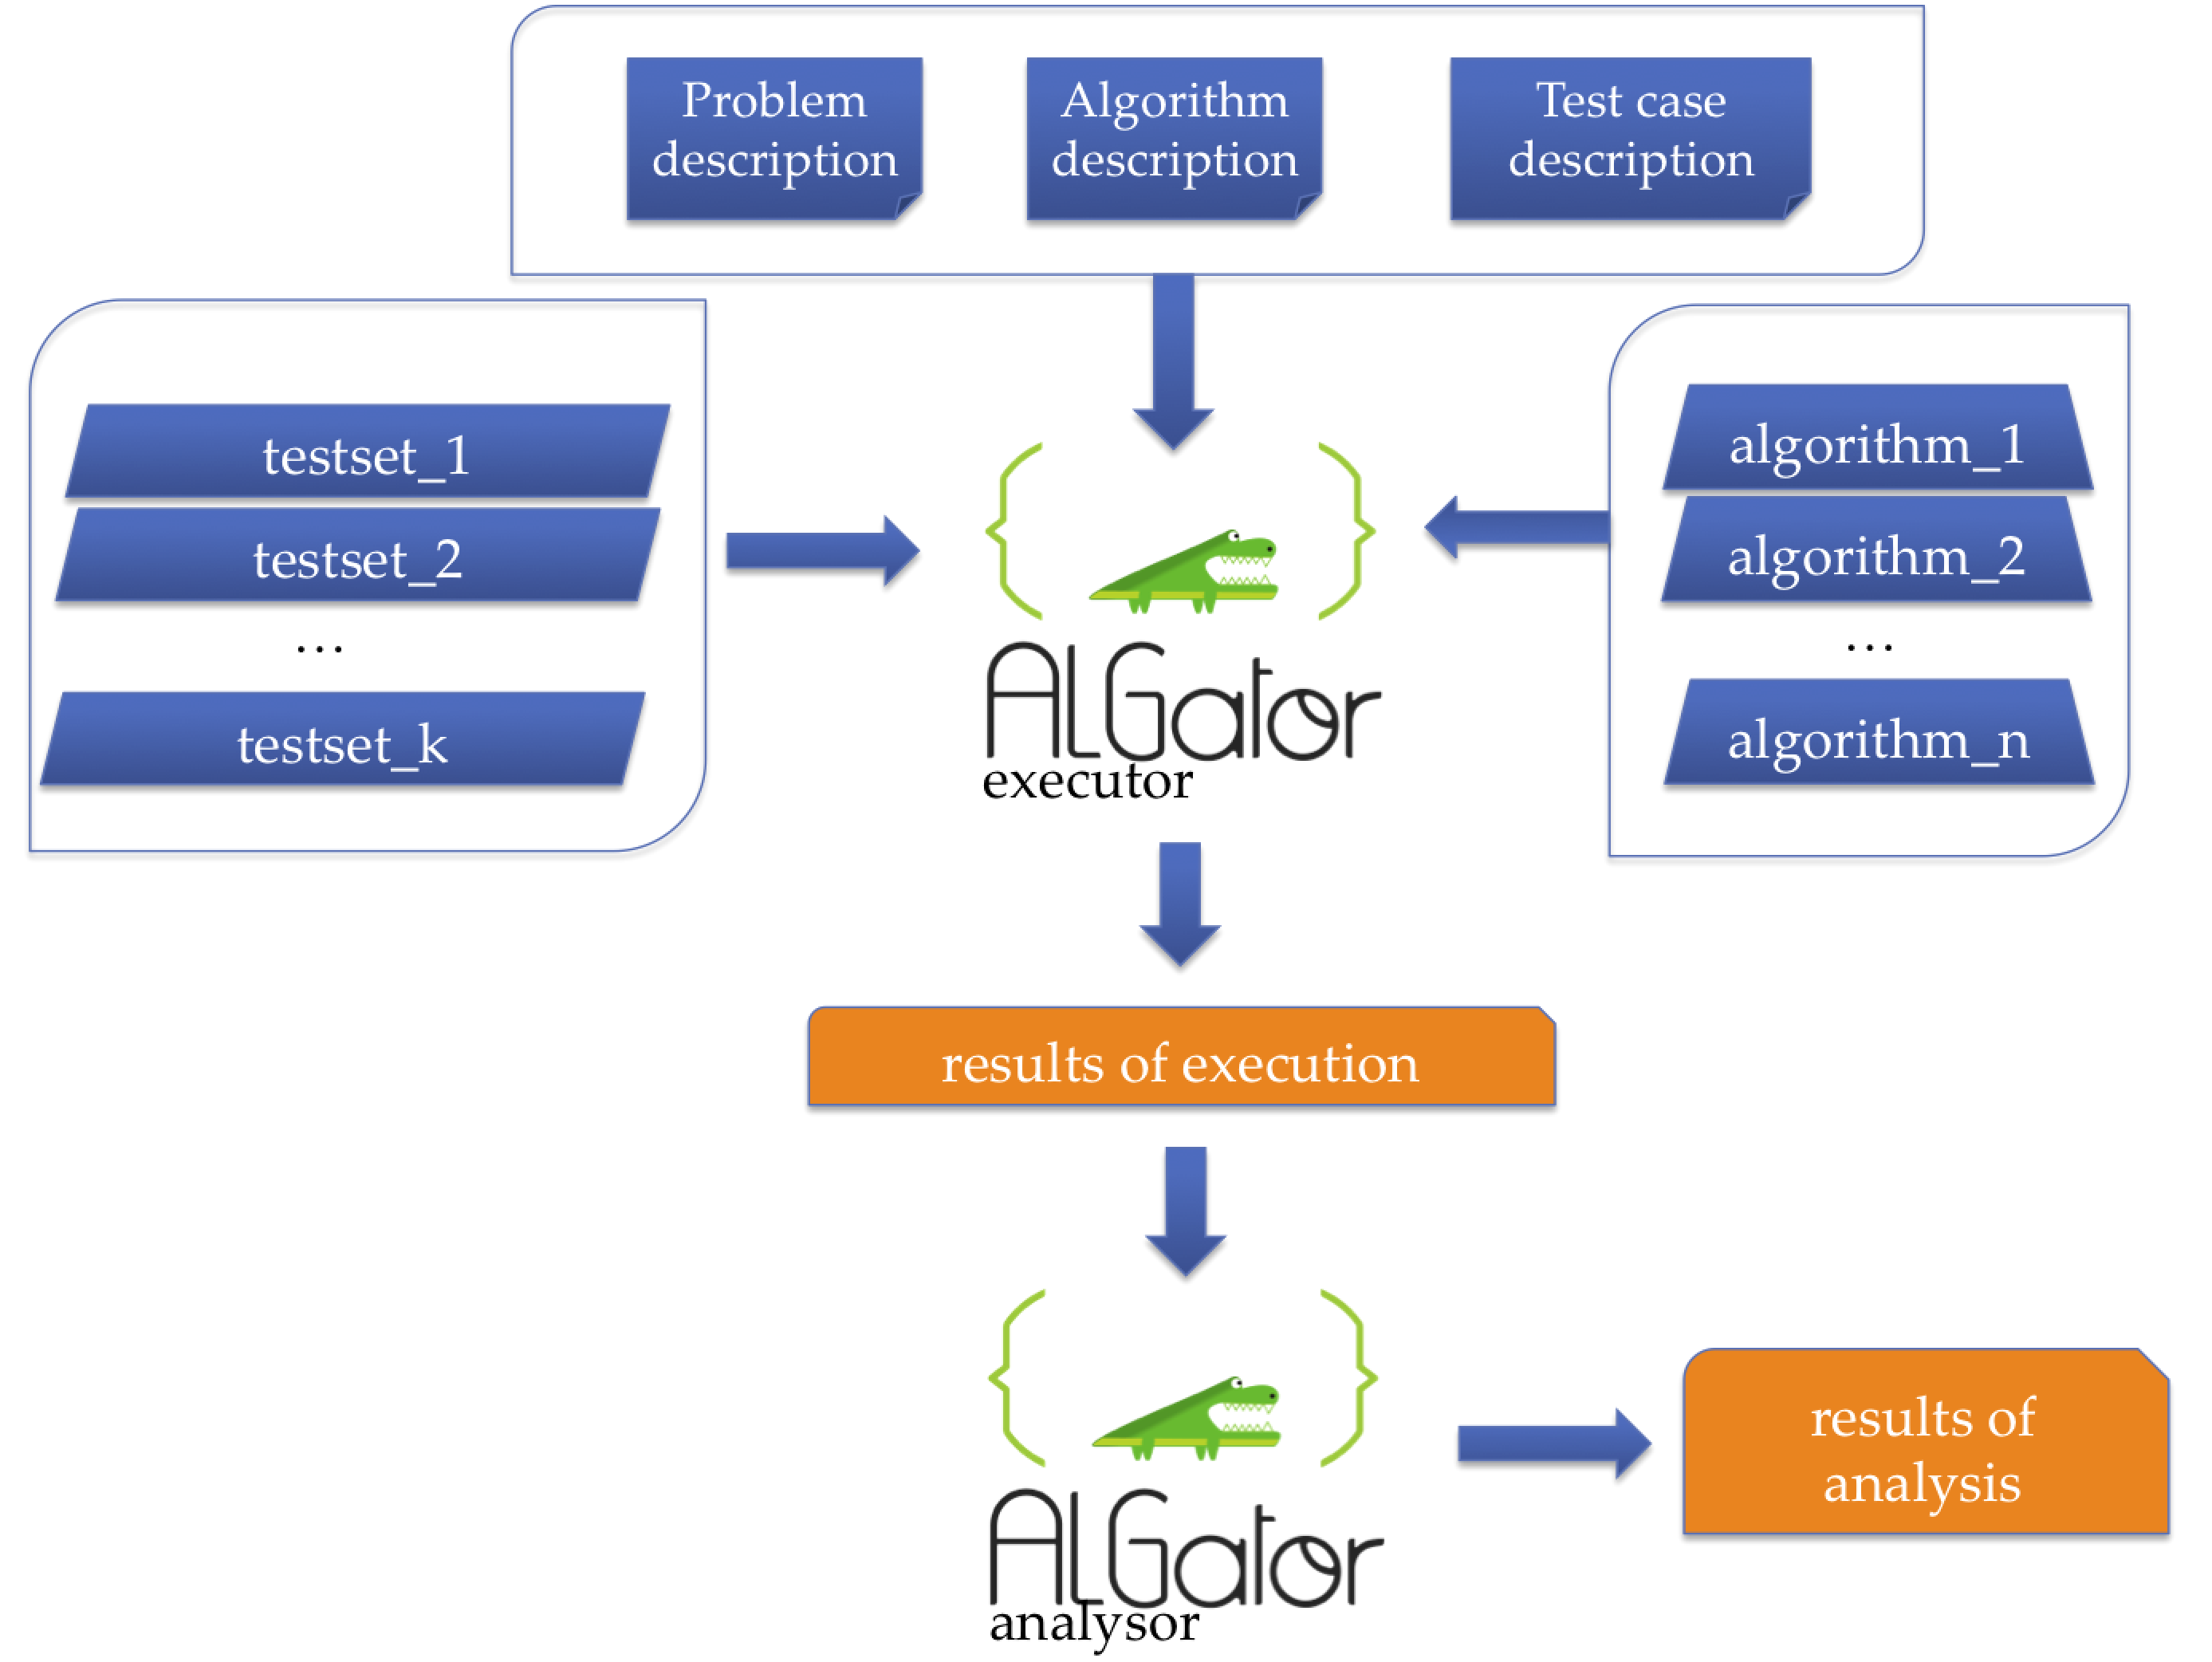 Problem
description
Algorithm
description
Test case
description
testset_1
testset_2
...
testset_k
algorithm_1
algorithm_2
...
algorithm_n
ALGator
executor
results of execution
ALGator
analysor
results of
analysis